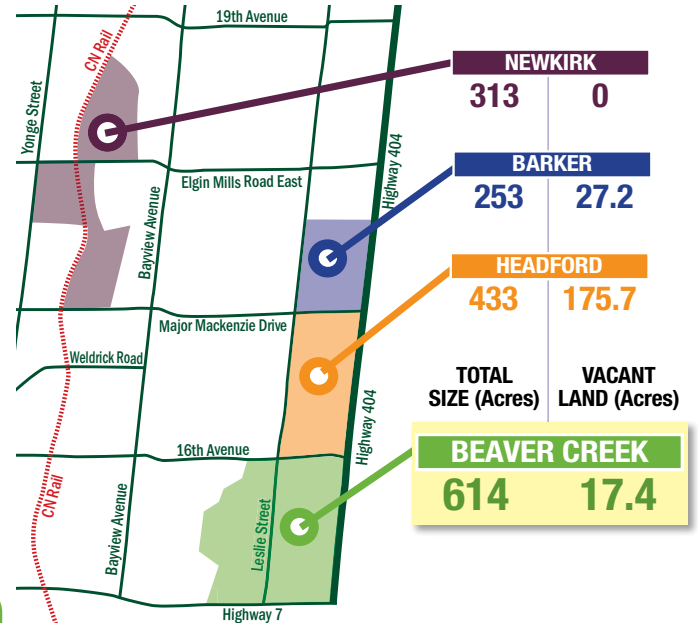 19th Avenue
CN Rail
Yonge Street
NEWKIRK
313 0
Highway 404
Elgin Mills Road East
BARKER
253 27.2
Bayview Avenue
HEADFORD
433 175.7
Major Mackenzie Drive
Weldrick Road
TOTAL
SIZE (Acres)
VACANT
LAND (Acres)
Highway 404
16th Avenue
BEAVER CREEK
614 17.4
CN Rail
Bayview Avenue
Leslie Street
Highway 7